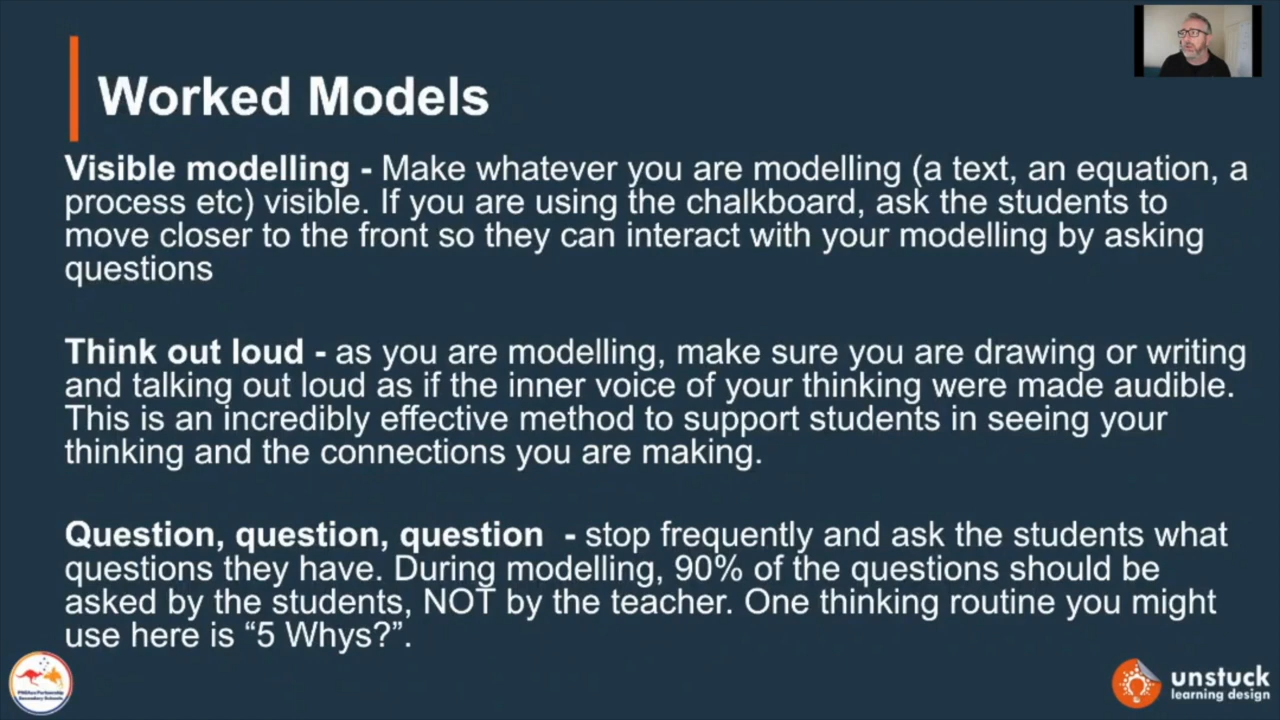 Worked Models
Visible modelling - Make whatever you are modelling (a text, an equation, a
process etc) visible. If you are using the chalkboard, ask the students to
move closer to the front so they can interact with your modelling by asking
questions
Think out loud - as you are modelling, make sure you are drawing or writing
and talking out loud as if the inner voice of your thinking were made audible.
This is an incredibly effective method to support students in seeing your
thinking and the connections you are making.
Question, question, question - stop frequently and ask the students what
questions they have. During modelling, 90% of the questions should be
asked by the students, NOT by the teacher. One thinking routine you might
use here is “5 Whys?”.
PNGAus Partnership
Secondary Schools
unstuck
learning design